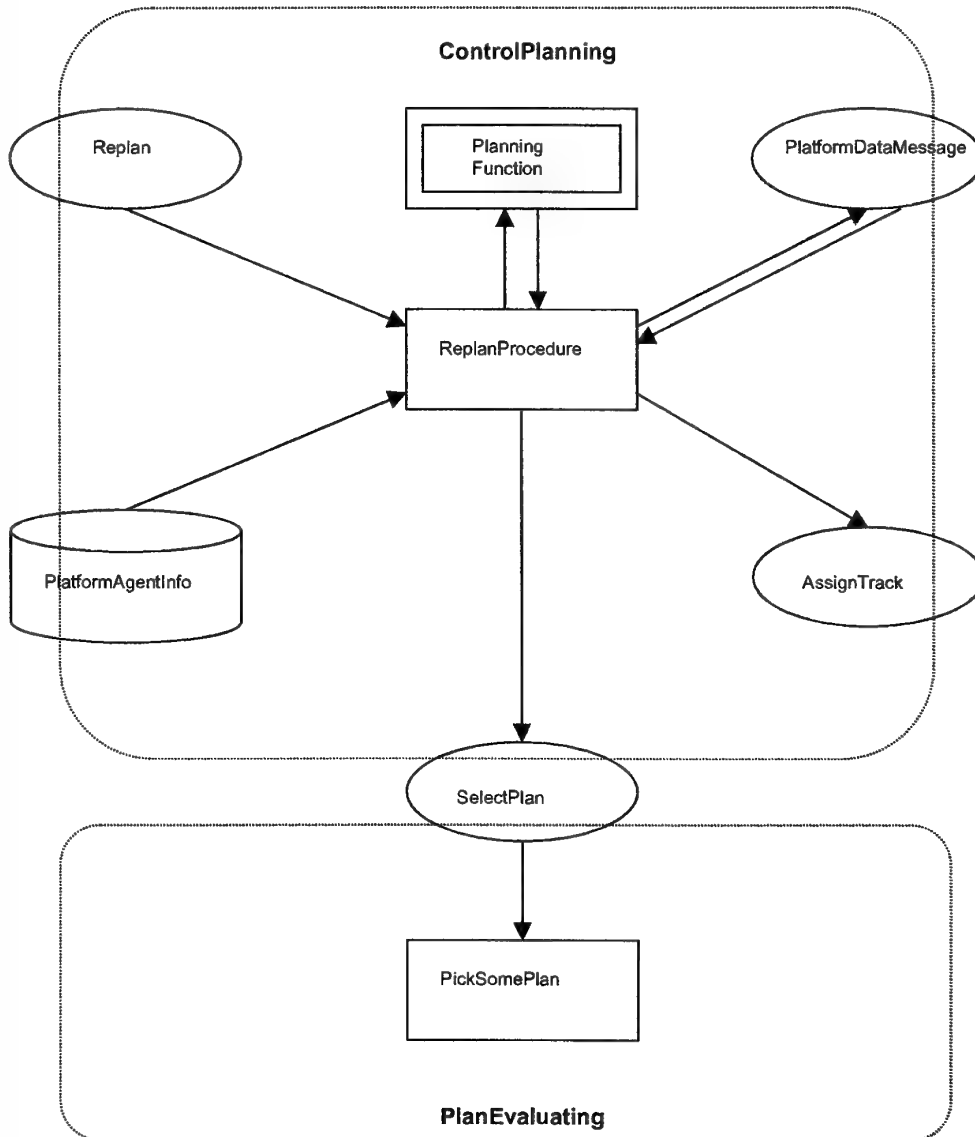 ControlPlanning
Replan
Planning
Function
PlatformDataMessage
ReplanProcedure
PlatformAgentInfo
AssignTrack
SelectPlan
PickSomePlan
PlanEvaluating